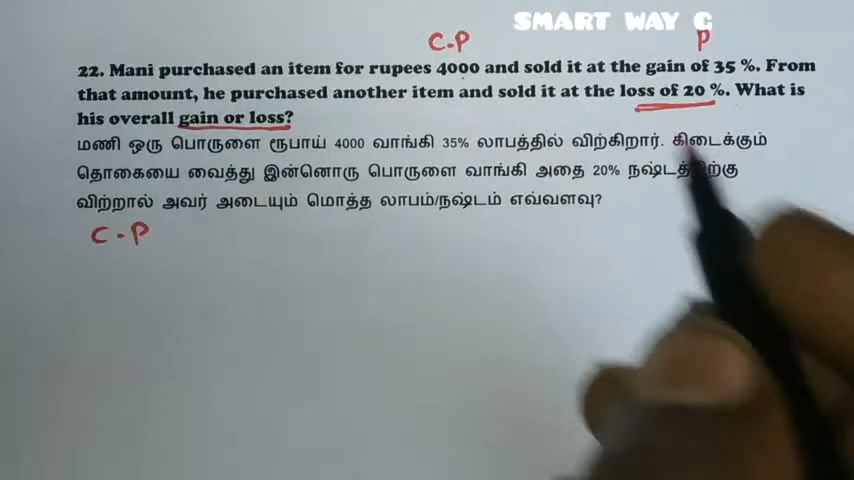 SMART WAY G
C.P
P
22. Mani purchased an item for rupees 4000 and sold it at the gain of 35 %. From
that amount, he purchased another item and sold it at the loss of 20 %. What is
his overall gain or loss?
மணி ஒரு பொருளை ரூபாய் 4000 வாங்கி 35% லாபத்தில் விற்கிறார். கிடைக்கும்
தொகையை வைத்து இன்னொரு பொருளை வாங்கி அதை 20% நஷ்டத்திற்கு
விற்றால் அவர் அடையும் மொத்த லாபம்/நஷ்டம் எவ்வளவு?
C.P